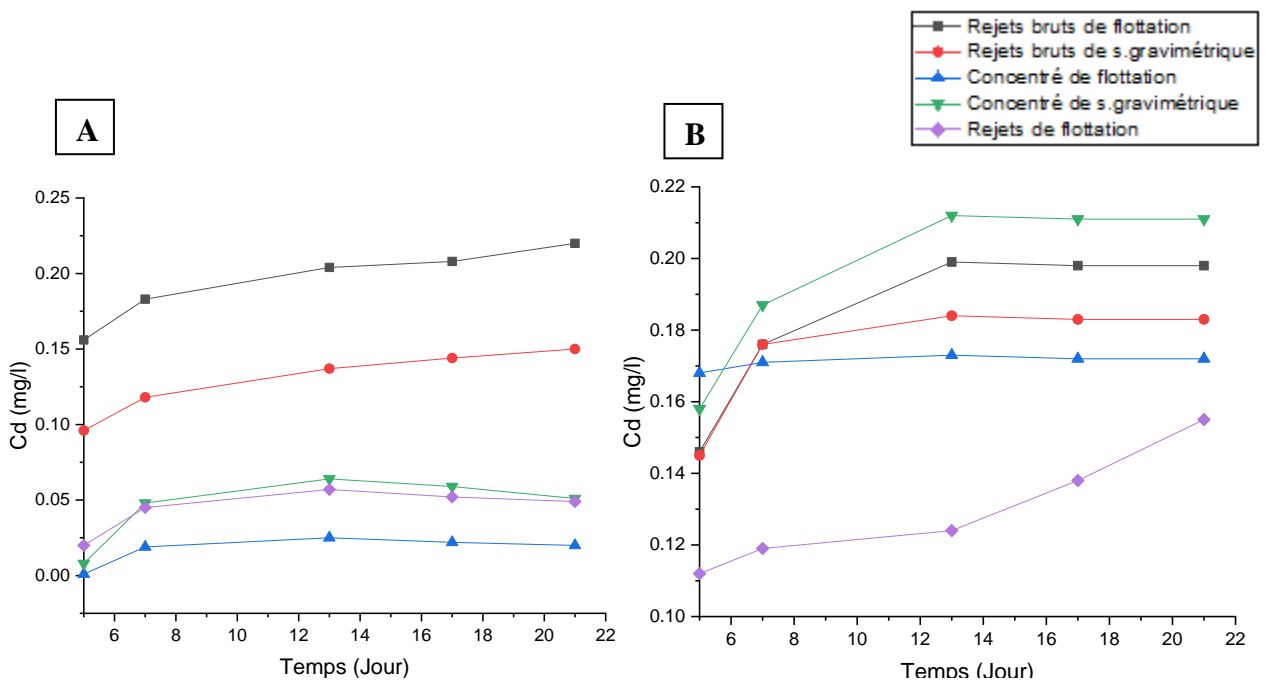 Rejets bruts de flottation
Rejets bruts de s.gravimétrique
Concentré de flottation
Concentré de s.gravimétrique
Rejets de flottation
A
B
0.25
0.20
0.15
0.10
0.05
0.00
Cd (mg/l)
6 8 10 12 14 16 18 20 22
Temps (Jour)
0.22
0.20
0.18
0.16
0.14
0.12
0.10
Cd (mg/l)
6 8 10 12 14 16 18 20 22
Temps (Jour)